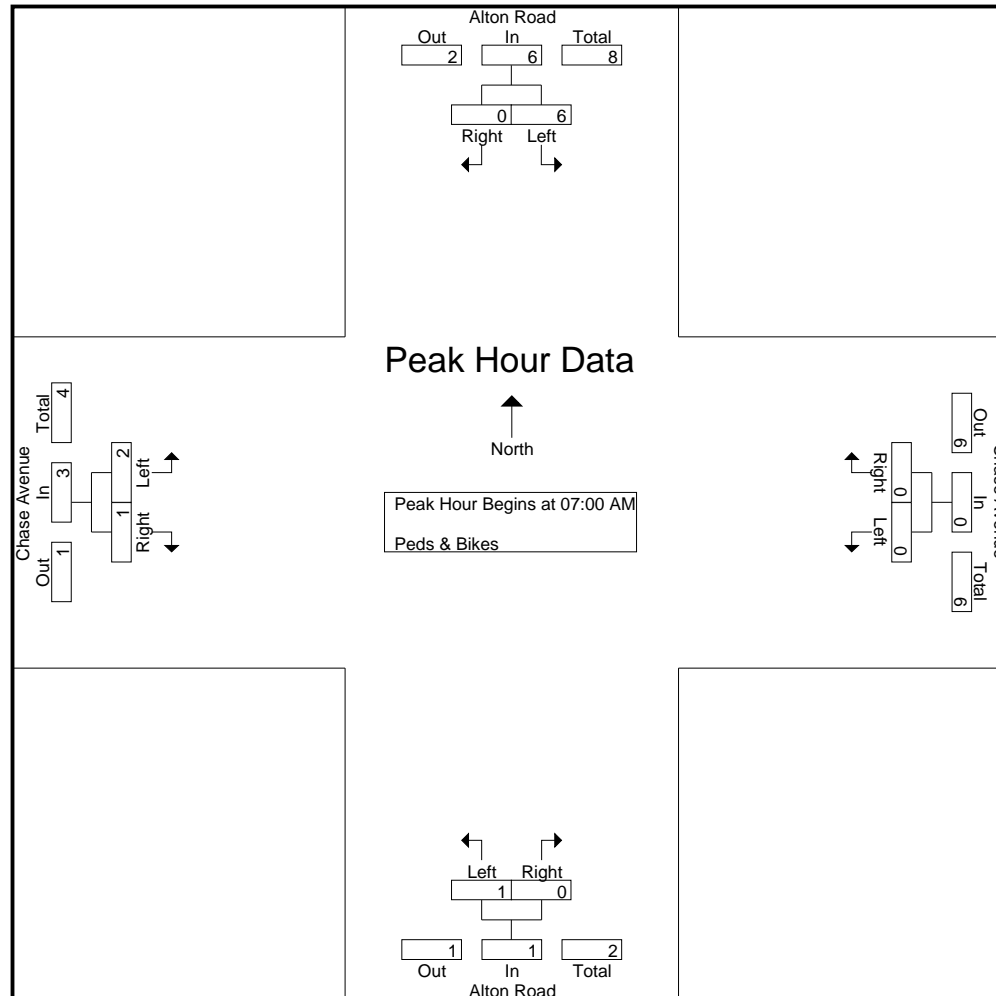 Alton Road
Out In Total
2 6 8
0 6
Right Left
Peak Hour Data
North
Peak Hour Begins at 07:00 AM
Peds & Bikes
Chase Avenue
Out In Total
1 3 4
Right Left
1 2
Out In Total
6 0 6
Right Left
0 0
Left Right
1 0
1 1 2
Out In Total
Alton Road